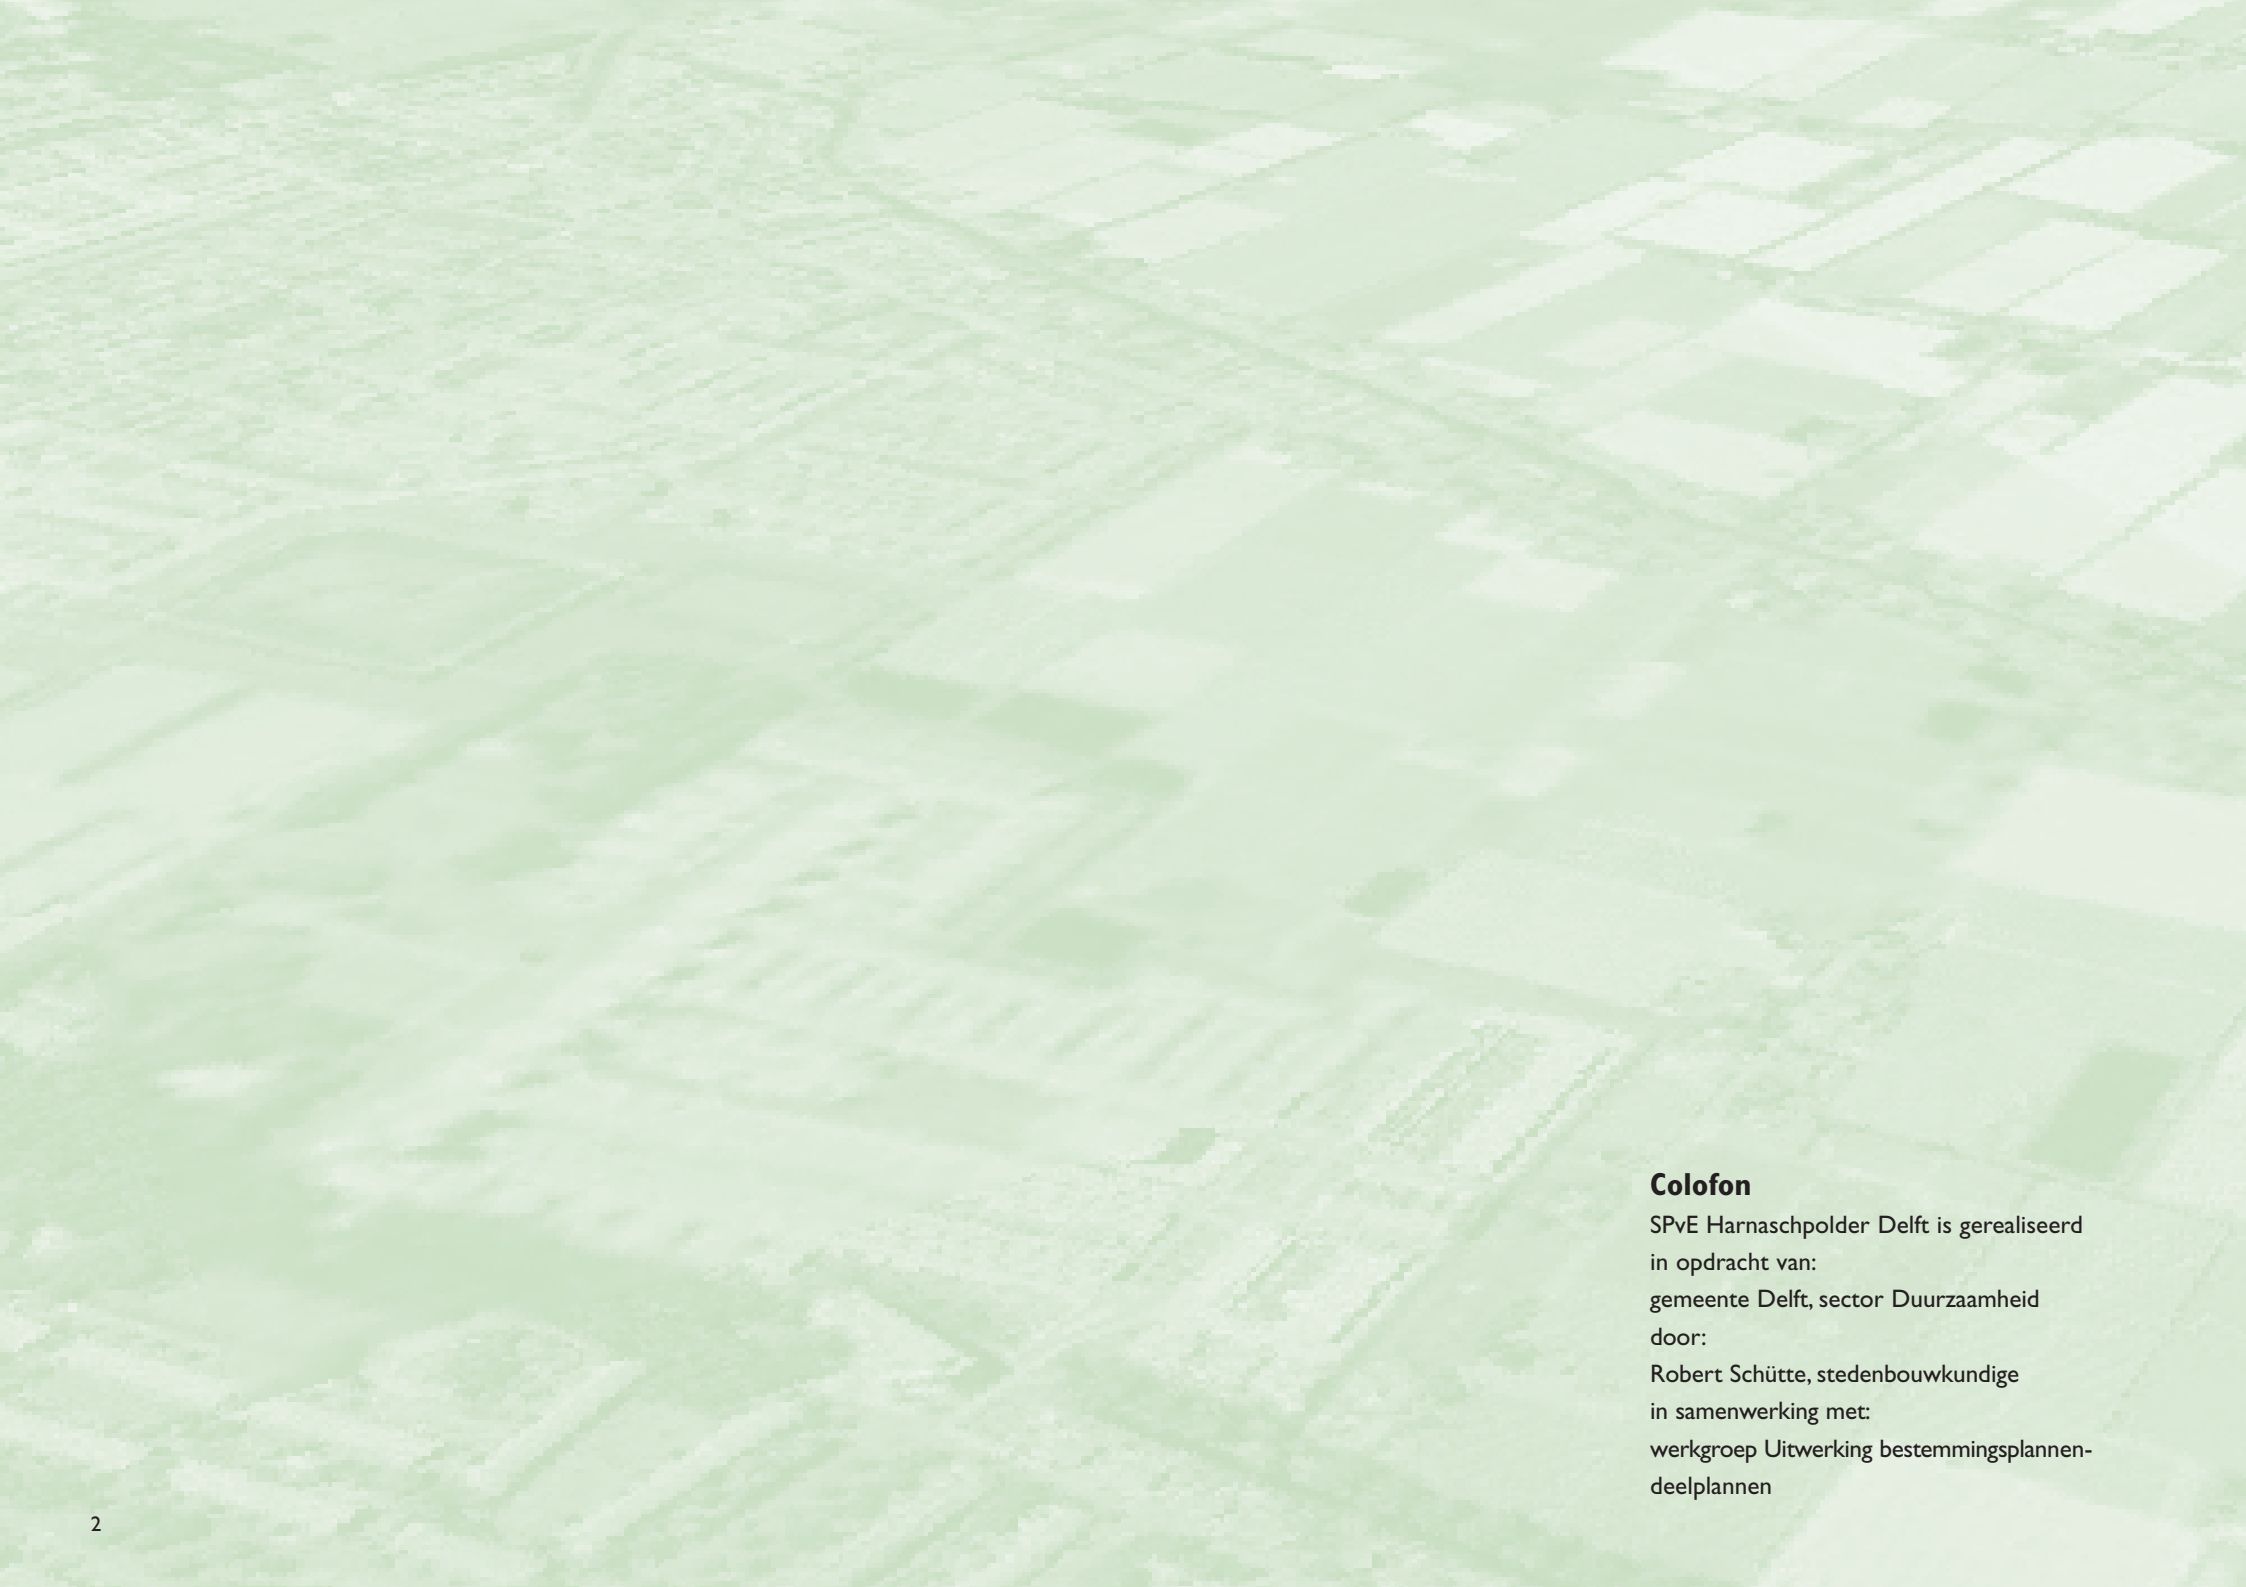 Colofon
SPvE Harnaschpolder Delft is gerealiseerd
in opdracht van:
gemeente Delft, sector Duurzaamheid
door:
Robert Schütte, stedenbouwkundige
in samenwerking met:
werkgroep Uitwerking bestemmingsplannen-
deelplannen
2